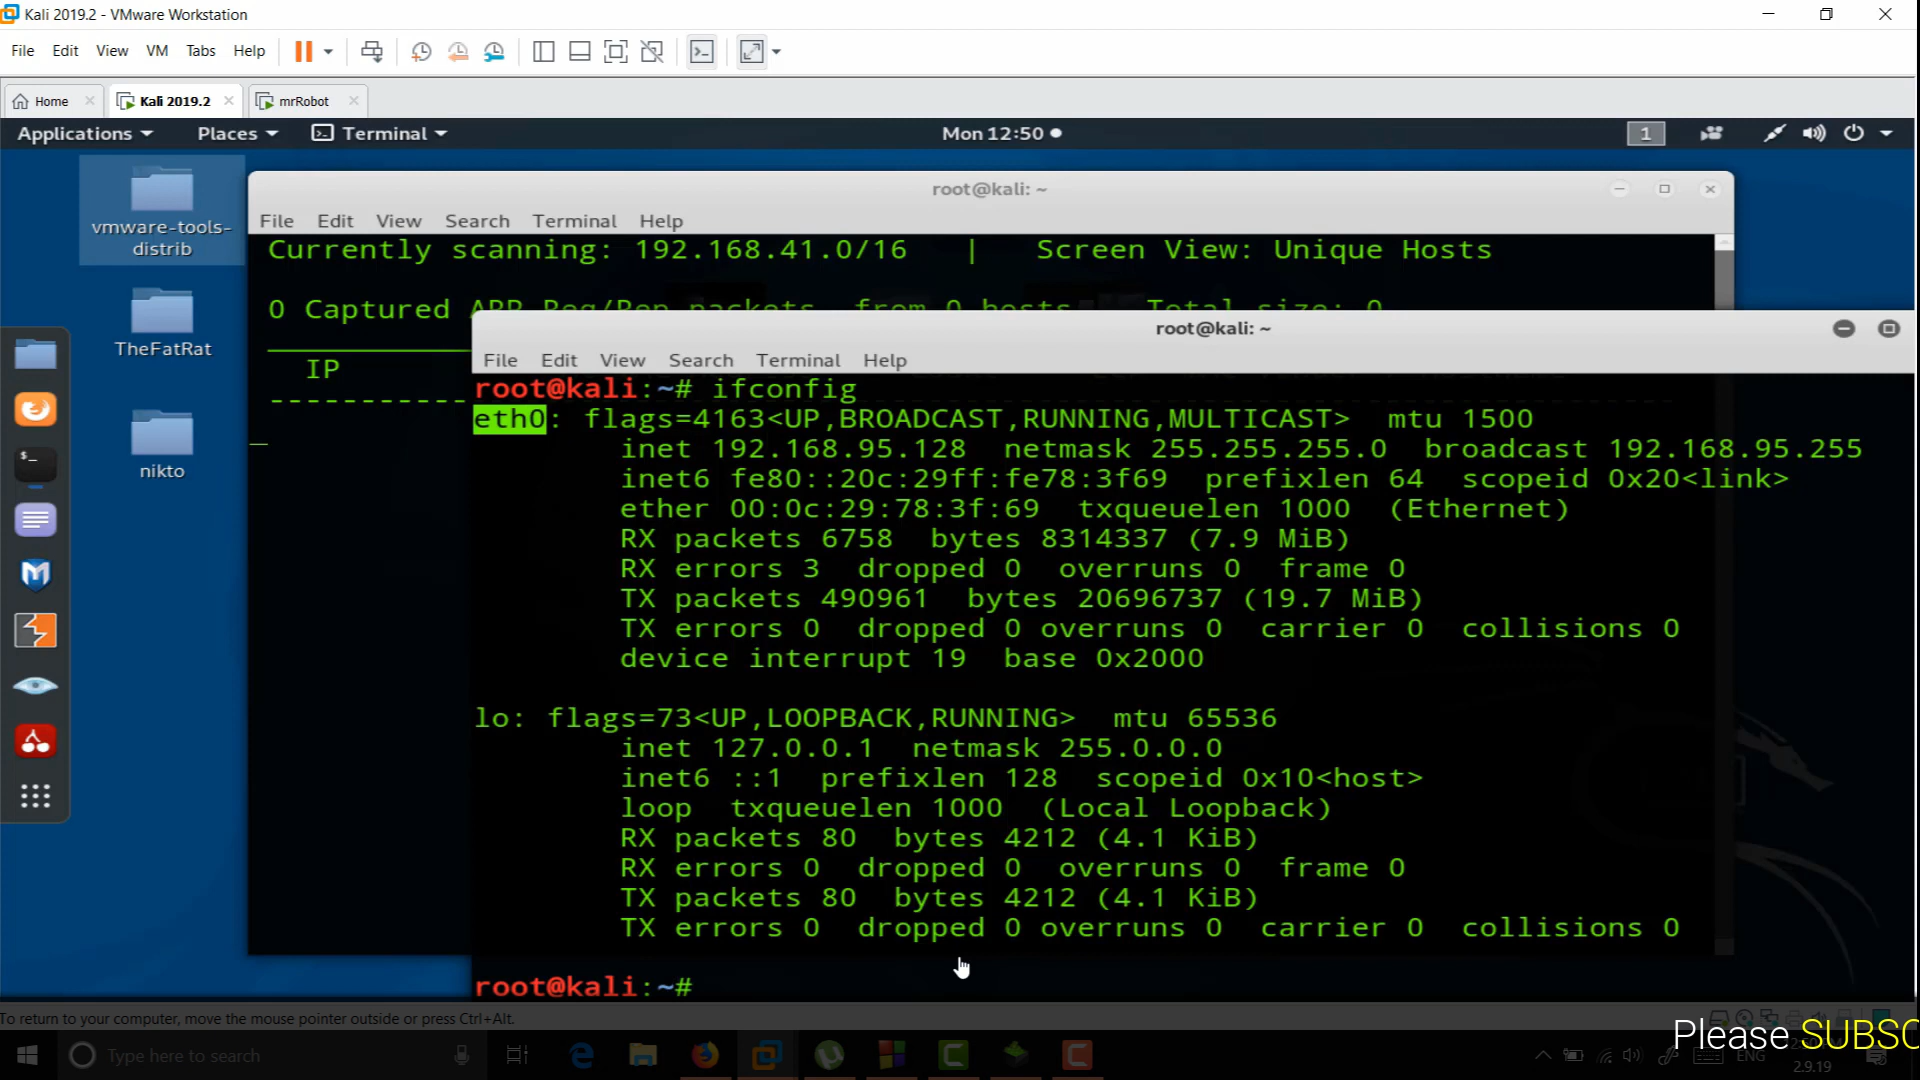 Kali 2019.2 - VMware Workstation
File Edit View VM Tabs Help
Home Kali 2019.2 mrRobot
Applications Places Terminal Mon 12:50 1
vmware-tools-
distrib
TheFatRat
nikto
root@kali: ~
File Edit View Search Terminal Help
Currently scanning: 192.168.41.0/16 | Screen View: Unique Hosts
0 Captured ARP Req/Rep packets, from 0 hosts. Total size: 0
IP
-----------
root@kali: ~
File Edit View Search Terminal Help
root@kali:~# ifconfig
eth0: flags=4163<UP,BROADCAST,RUNNING,MULTICAST> mtu 1500
inet 192.168.95.128 netmask 255.255.255.0 broadcast 192.168.95.255
inet6 fe80::20c:29ff:fe78:3f69 prefixlen 64 scopeid 0x20<link>
ether 00:0c:29:78:3f:69 txqueuelen 1000 (Ethernet)
RX packets 6758 bytes 8314337 (7.9 MiB)
RX errors 3 dropped 0 overruns 0 frame 0
TX packets 490961 bytes 20696737 (19.7 MiB)
TX errors 0 dropped 0 overruns 0 carrier 0 collisions 0
device interrupt 19 base 0x2000
lo: flags=73<UP,LOOPBACK,RUNNING> mtu 65536
inet 127.0.0.1 netmask 255.0.0.0
inet6 ::1 prefixlen 128 scopeid 0x10<host>
loop txqueuelen 1000 (Local Loopback)
RX packets 80 bytes 4212 (4.1 KiB)
RX errors 0 dropped 0 overruns 0 frame 0
TX packets 80 bytes 4212 (4.1 KiB)
TX errors 0 dropped 0 overruns 0 carrier 0 collisions 0
root@kali:~#
To return to your computer, move the mouse pointer outside or press Ctrl+Alt.
Please SUBSC
Type here to search
ENG
2.9.19